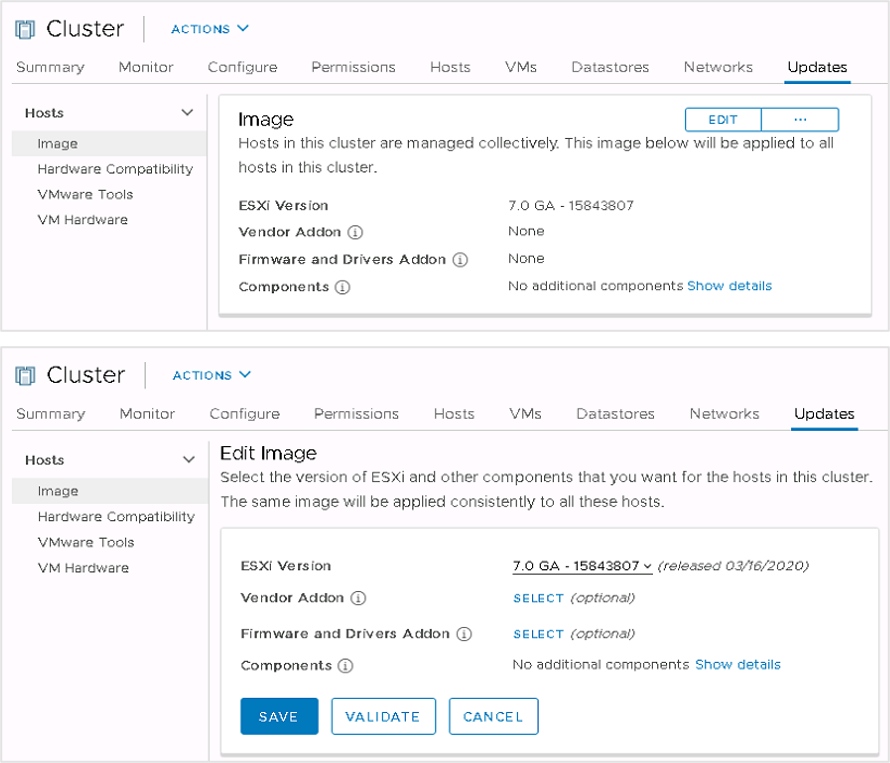 Cluster ACTIONS
Summary Monitor Configure Permissions Hosts VMs Datastores Networks Updates
Hosts
Image
Hardware Compatibility
VMware Tools
VM Hardware
Image
EDIT ...
Hosts in this cluster are managed collectively. This image below will be applied to all
hosts in this cluster.
ESXi Version 7.0 GA - 15843807
Vendor Addon None
Firmware and Drivers Addon None
Components No additional components Show details
Cluster ACTIONS
Summary Monitor Configure Permissions Hosts VMs Datastores Networks Updates
Hosts
Image
Hardware Compatibility
VMware Tools
VM Hardware
Edit Image
Select the version of ESXi and other components that you want for the hosts in this cluster.
The same image will be applied consistently to all these hosts.
ESXi Version 7.0 GA - 15843807 (released 03/16/2020)
Vendor Addon SELECT (optional)
Firmware and Drivers Addon SELECT (optional)
Components No additional components Show details
SAVE VALIDATE CANCEL